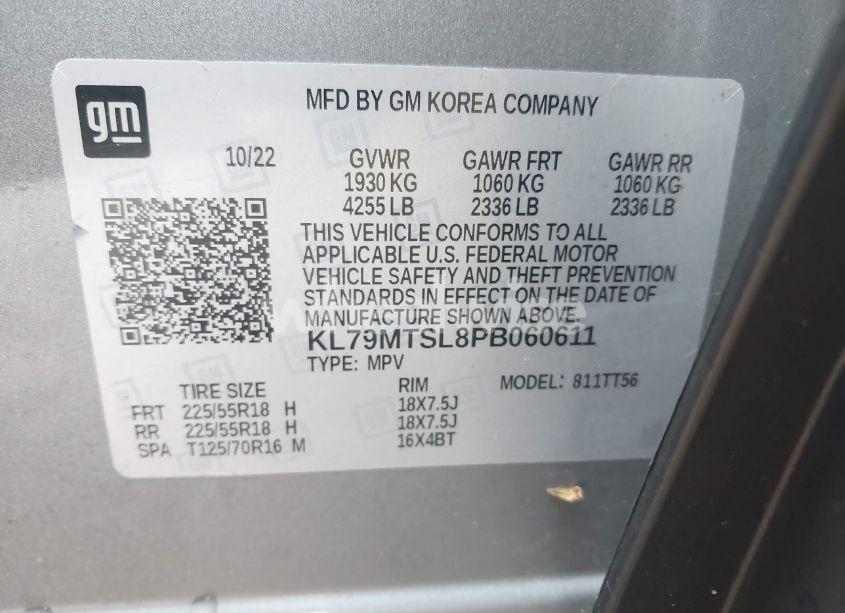 gm
MFD BY GM KOREA COMPANY
10/22 GVWR GAWR FRT GAWR RR
1930 KG 1060 KG 1060 KG
4255 LB 2336 LB 2336 LB
THIS VEHICLE CONFORMS TO ALL
APPLICABLE U.S. FEDERAL MOTOR
VEHICLE SAFETY AND THEFT PREVENTION
STANDARDS IN EFFECT ON THE DATE OF
MANUFACTURE SHOWN ABOVE.
KL79MTSL8PB060611
TYPE: MPV
TIRE SIZE RIM MODEL: 811TT56
FRT 225/55R18 H 18X7.5J
RR 225/55R18 H 18X7.5J
SPA T125/70R16 M 16X4BT